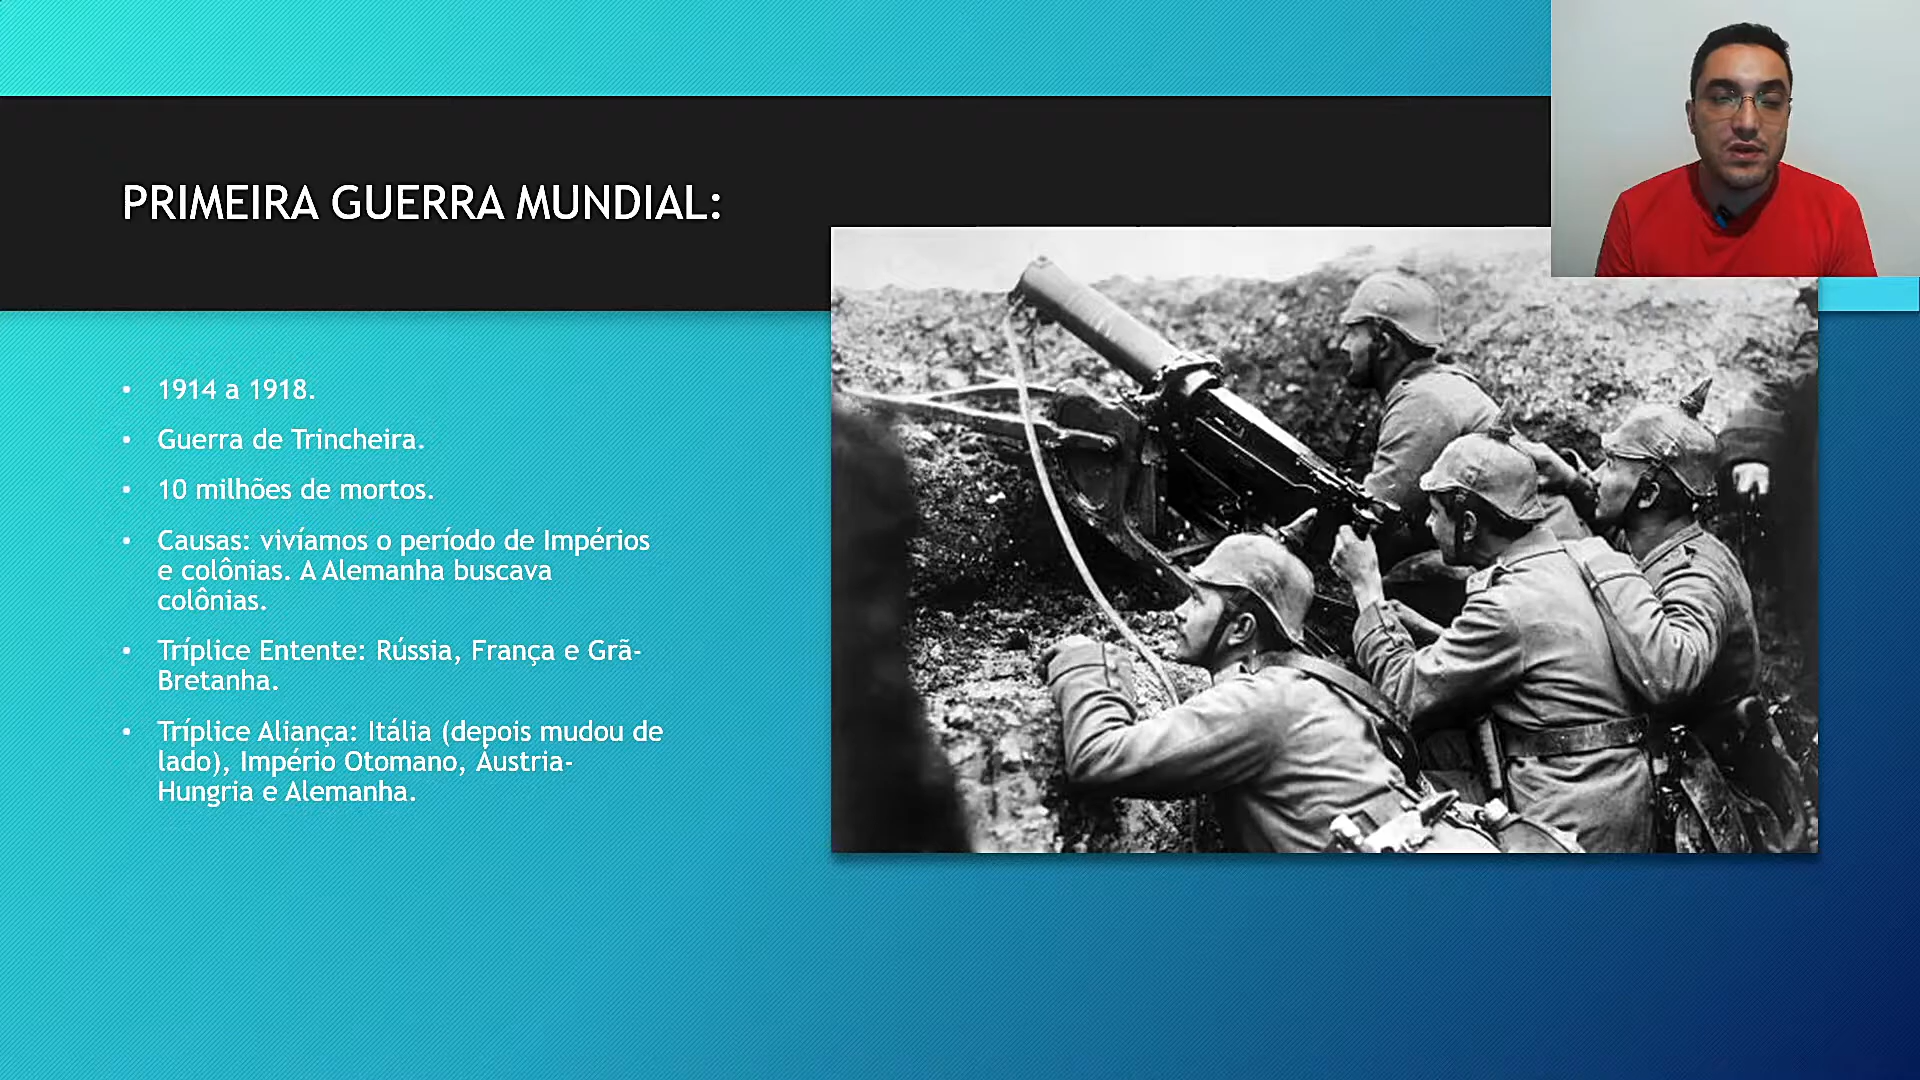 PRIMEIRA GUERRA MUNDIAL:
• 1914 a 1918.
• Guerra de Trincheira.
• 10 milhões de mortos.
• Causas: vivíamos o período de Impérios
e colônias. A Alemanha buscava
colônias.
• Tríplice Entente: Rússia, França e Grã-
Bretanha.
• Tríplice Aliança: Itália (depois mudou de
lado), Império Otomano, Áustria-
Hungria e Alemanha.